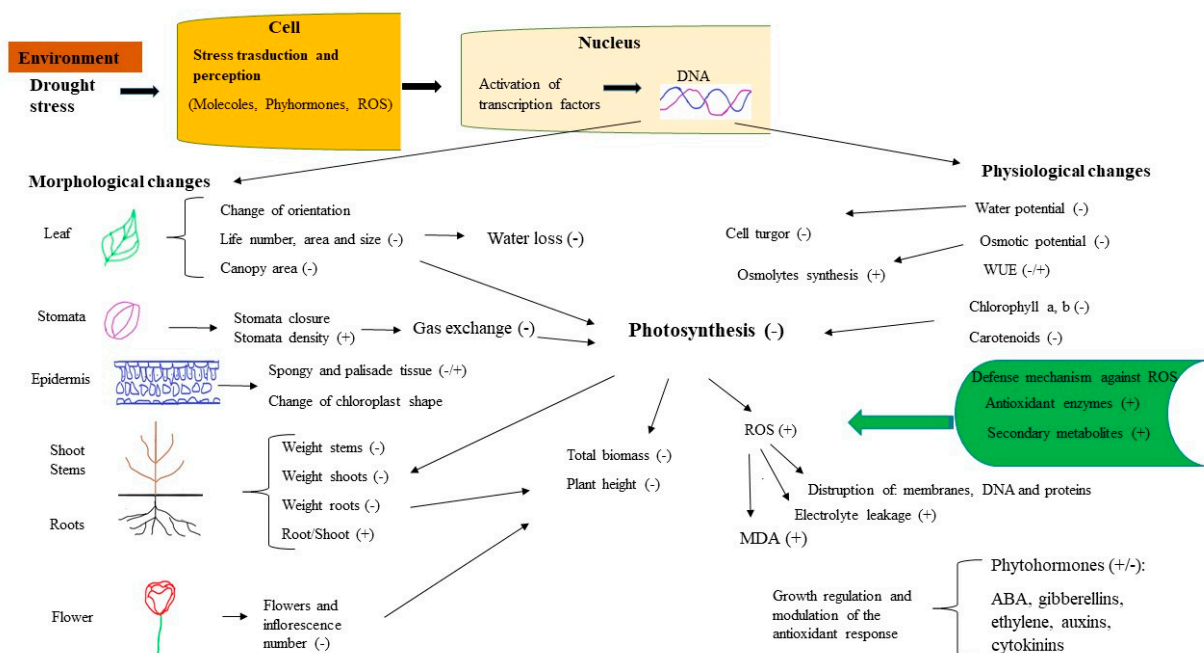 Environment
Drought
stress
Cell
Stress trasduction and
perception
(Molecoles, Phyhormones, ROS)
Nucleus
Activation of
transcription factors
DNA
Morphological changes
Physiological changes
Leaf
Change of orientation
Life number, area and size (-)
Canopy area (-)
Water loss (-)
Water potential (-)
Cell turgor (-)
Osmotic potential (-)
Osmolytes synthesis (+)
WUE (-/+)
Stomata
Stomata closure
Stomata density (+)
Gas exchange (-)
Photosynthesis (-)
Chlorophyll a, b (-)
Carotenoids (-)
Epidermis
Spongy and palisade tissue (-/+)
Change of chloroplast shape
Defense mechanism against ROS
Antioxidant enzymes (+)
Secondary metabolites (+)
Shoot
Stems
Roots
Weight stems (-)
Weight shoots (-)
Weight roots (-)
Root/Shoot (+)
Total biomass (-)
Plant height (-)
ROS (+)
Distruption of: membranes, DNA and proteins
Electrolyte leakage (+)
MDA (+)
Flower
Flowers and
inflorescence
number (-)
Growth regulation and
modulation of the
antioxidant response
Phytohormones (+/-):
ABA, gibberellins,
ethylene, auxins,
cytokinins